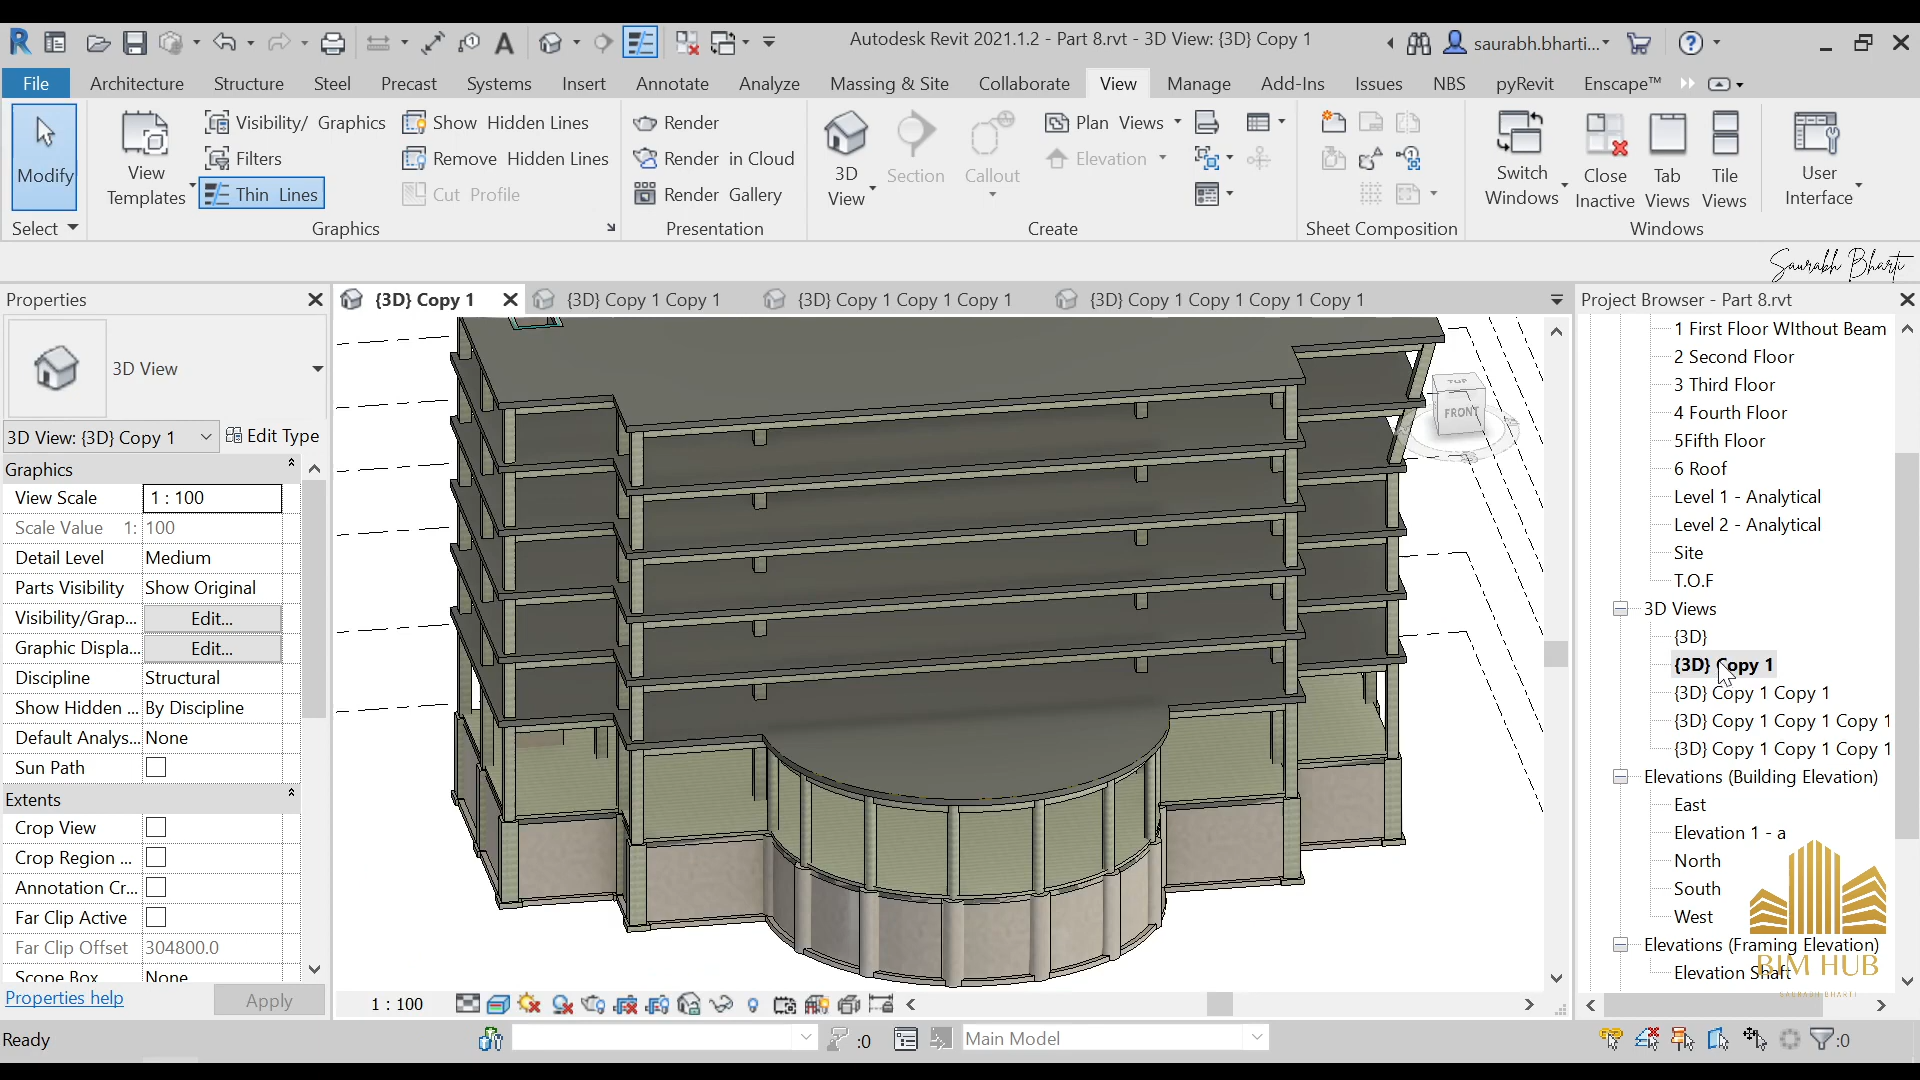 Autodesk Revit 2021.1.2 - Part 8.rvt - 3D View: {3D} Copy 1
saurabh.bharti...
File Architecture Structure Steel Precast Systems Insert Annotate Analyze Massing & Site Collaborate View Manage Add-Ins Issues NBS pyRevit Enscape™
Modify
View Templates
Visibility/ Graphics
Filters
Thin Lines
Show Hidden Lines
Remove Hidden Lines
Cut Profile
Render
Render in Cloud
Render Gallery
3D View
Section
Callout
Plan Views
Elevation
Switch Windows
Close Inactive
Tab Views
Tile Views
User Interface
Select Graphics Presentation Create Sheet Composition Windows
Saurabh Bharti
Properties
{3D} Copy 1
{3D} Copy 1 Copy 1
{3D} Copy 1 Copy 1 Copy 1
{3D} Copy 1 Copy 1 Copy 1 Copy 1
Project Browser - Part 8.rvt
3D View
3D View: {3D} Copy 1
Edit Type
Graphics
View Scale 1 : 100
Scale Value 1: 100
Detail Level Medium
Parts Visibility Show Original
Visibility/Grap... Edit...
Graphic Displa... Edit...
Discipline Structural
Show Hidden ... By Discipline
Default Analys... None
Sun Path
Extents
Crop View
Crop Region ...
Annotation Cr...
Far Clip Active
Far Clip Offset 304800.0
Scope Box None
Properties help
Apply
TOP
FRONT
1 First Floor WIthout Beam
2 Second Floor
3 Third Floor
4 Fourth Floor
5Fifth Floor
6 Roof
Level 1 - Analytical
Level 2 - Analytical
Site
T.O.F
3D Views
{3D}
{3D} Copy 1
{3D} Copy 1 Copy 1
{3D} Copy 1 Copy 1 Copy 1
{3D} Copy 1 Copy 1 Copy 1
Elevations (Building Elevation)
East
Elevation 1 - a
North
South
West
Elevations (Framing Elevation)
Elevation Shaft
BIM HUB
SAURABH BHARTI
1 : 100
Ready
:0
Main Model
:0